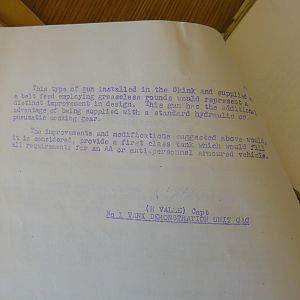 This type of gun installed in the Skink and supplied
a belt feed employing greaseless rounds would represent a
distinct improvement in design. This gun has the additional
advantage of being supplied with a standard hydraulic or
pneumatic cocking gear.
The improvements and modifications suggested above would,
it is considered, provide a first class tank which would fill
all requirements for an AA or anti-personnel armoured vehicle.
(H VALLE) Capt
No 1 TANK DEMONSTRATION UNIT CAC